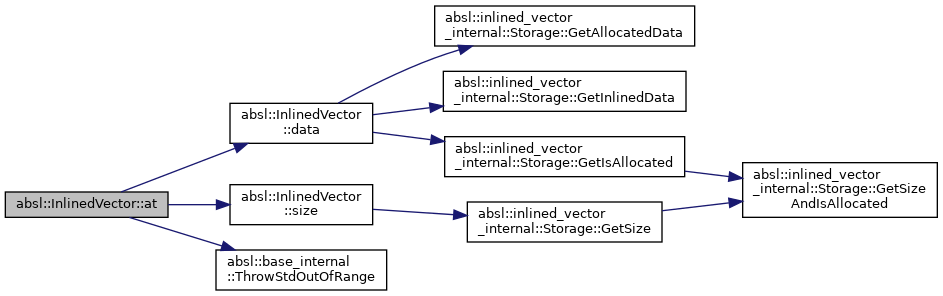 absl::InlinedVector::at
absl::InlinedVector
::data
absl::InlinedVector
::size
absl::base_internal
::ThrowStdOutOfRange
absl::inlined_vector
_internal::Storage::GetAllocatedData
absl::inlined_vector
_internal::Storage::GetInlinedData
absl::inlined_vector
_internal::Storage::GetIsAllocated
absl::inlined_vector
_internal::Storage::GetSize
absl::inlined_vector
_internal::Storage::GetSize
AndIsAllocated